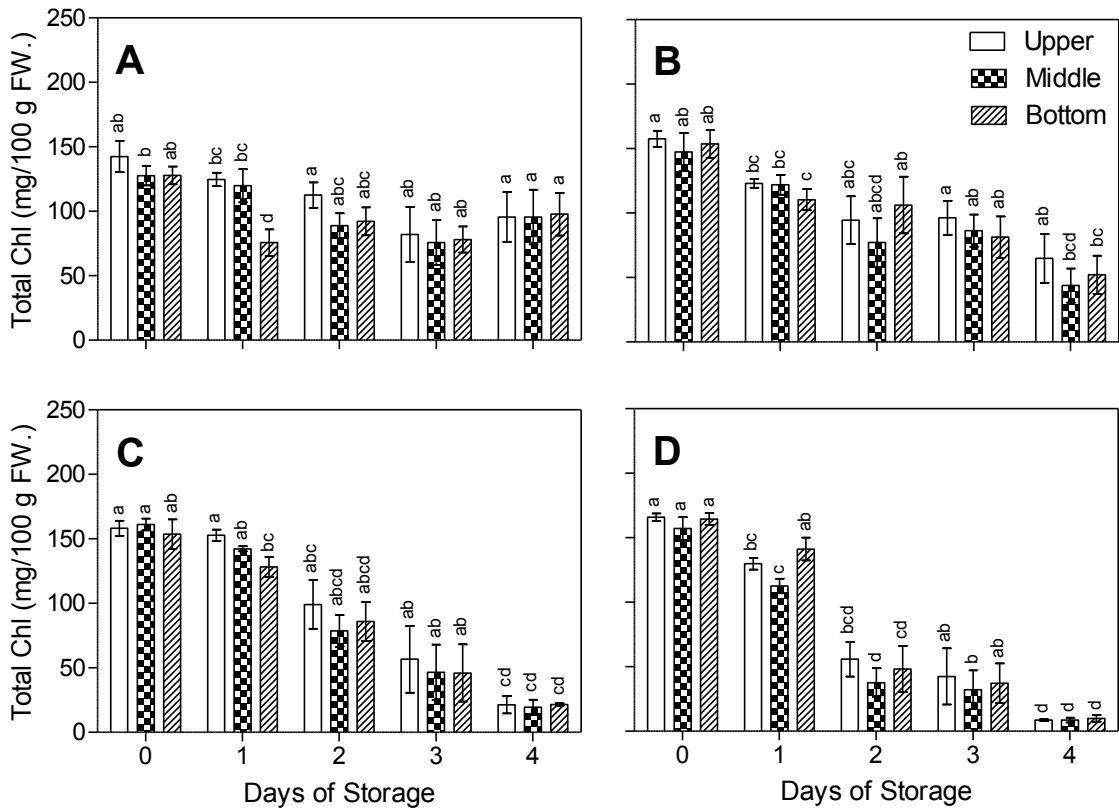 250
200
150
100
50
0
Total Chl (mg/100 g FW.)
A
ab
b
ab
bc
bc
d
a
abc
abc
ab
ab
ab
a
a
a
B
Upper
Middle
Bottom
a
ab
ab
bc
bc
c
abc
abcd
ab
a
ab
ab
ab
bcd
bc
250
200
150
100
50
0
Total Chl (mg/100 g FW.)
C
a
a
ab
a
ab
bc
abc
abcd
abcd
ab
ab
ab
cd
cd
cd
0 1 2 3 4
Days of Storage
D
a
a
a
bc
c
ab
bcd
d
cd
ab
b
ab
d
d
d
0 1 2 3 4
Days of Storage